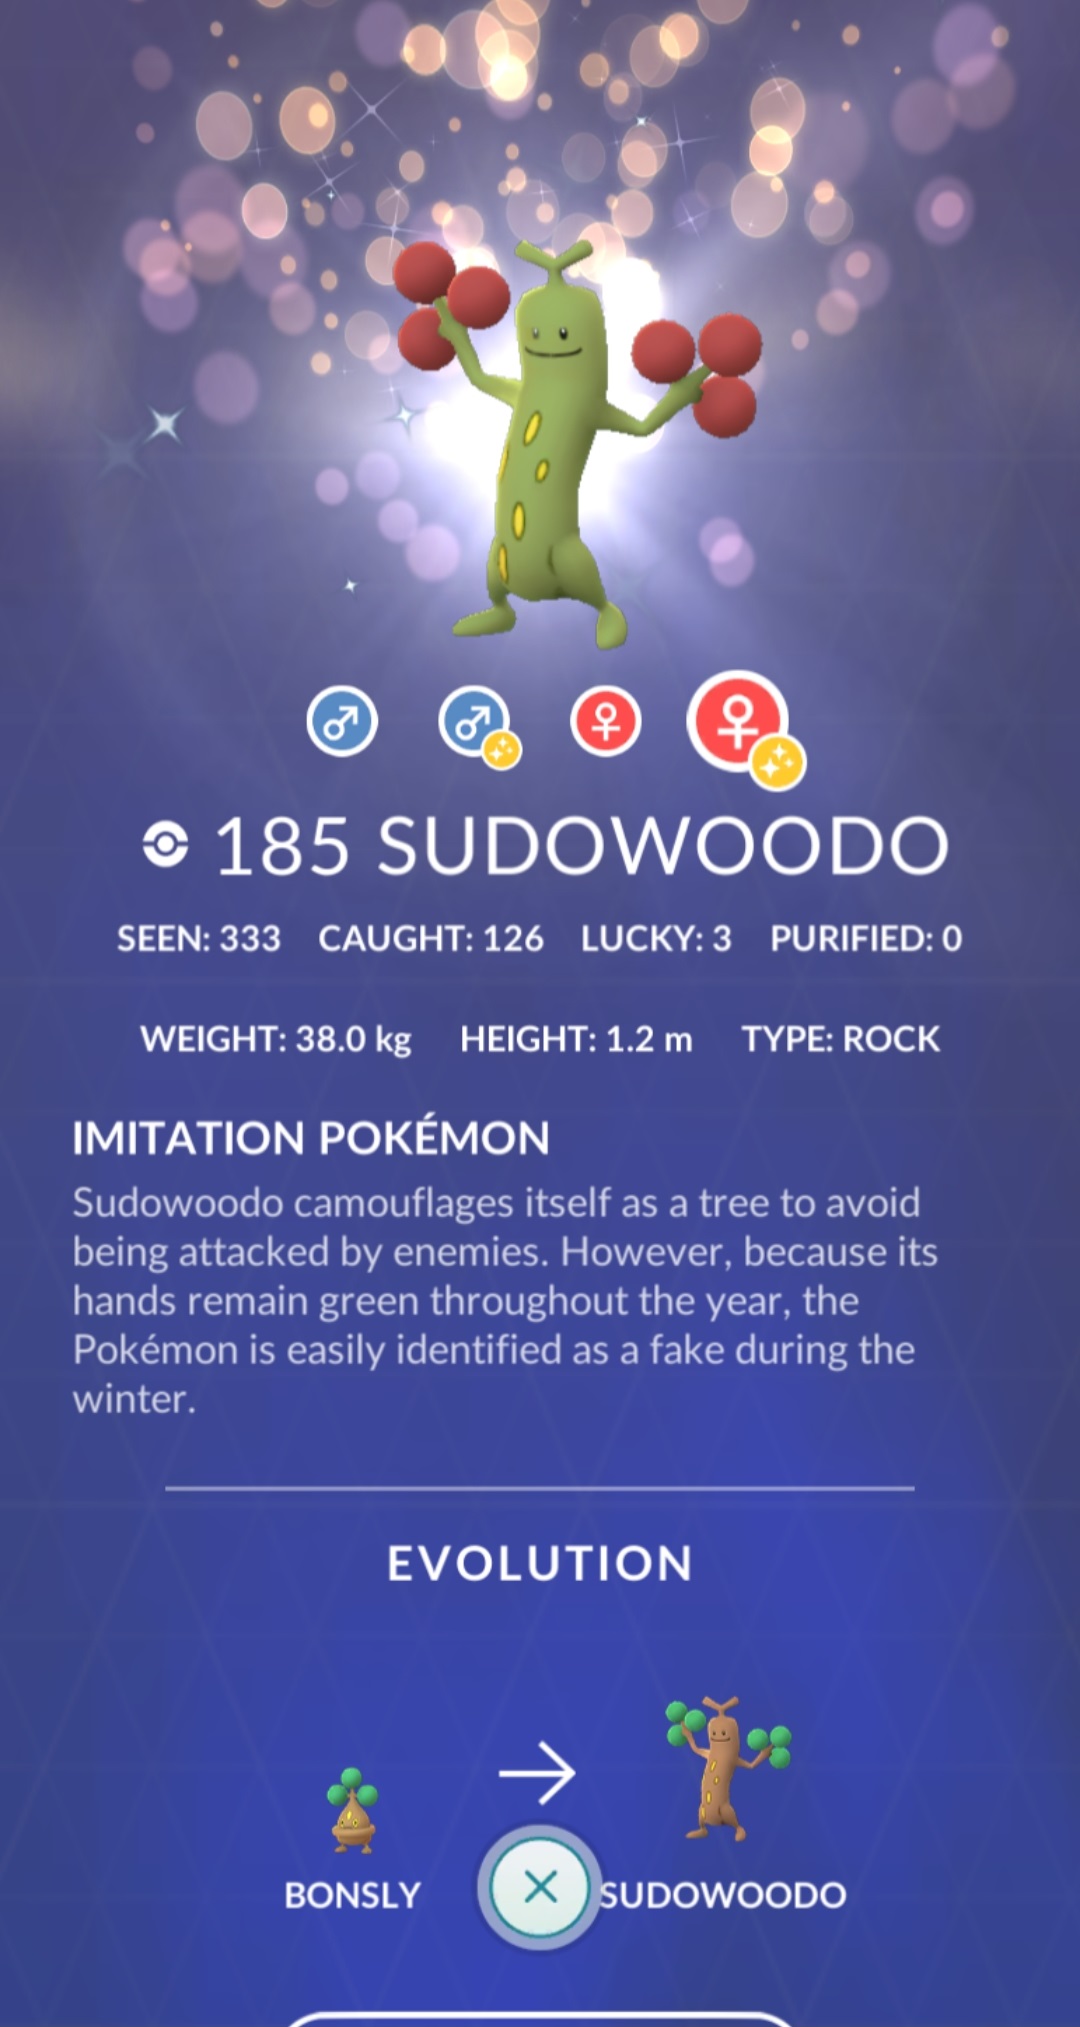 185 SUDOWOODO
SEEN: 333 CAUGHT: 126 LUCKY: 3 PURIFIED: 0
WEIGHT: 38.0 kg HEIGHT: 1.2 m TYPE: ROCK
IMITATION POKÉMON
Sudowoodo camouflages itself as a tree to avoid
being attacked by enemies. However, because its
hands remain green throughout the year, the
Pokémon is easily identified as a fake during the
winter.
EVOLUTION
BONSLY SUDOWOODO